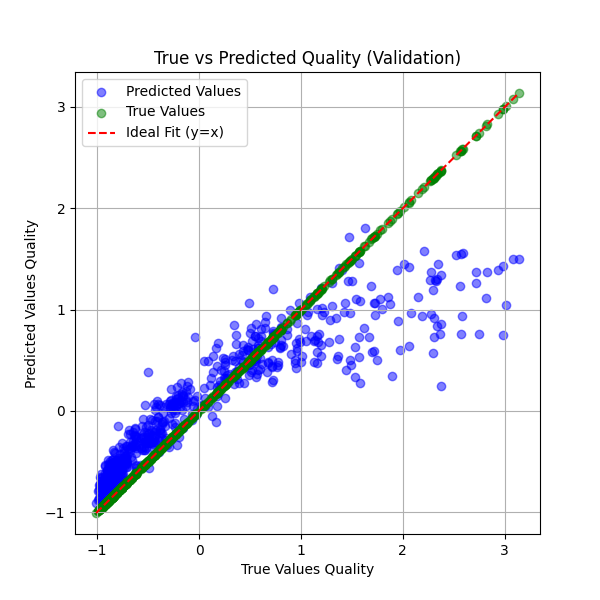 True vs Predicted Quality (Validation)
Predicted Values
True Values
Ideal Fit (y=x)
Predicted Values Quality
3
2
1
0
−1
−1
0
1
2
3
True Values Quality